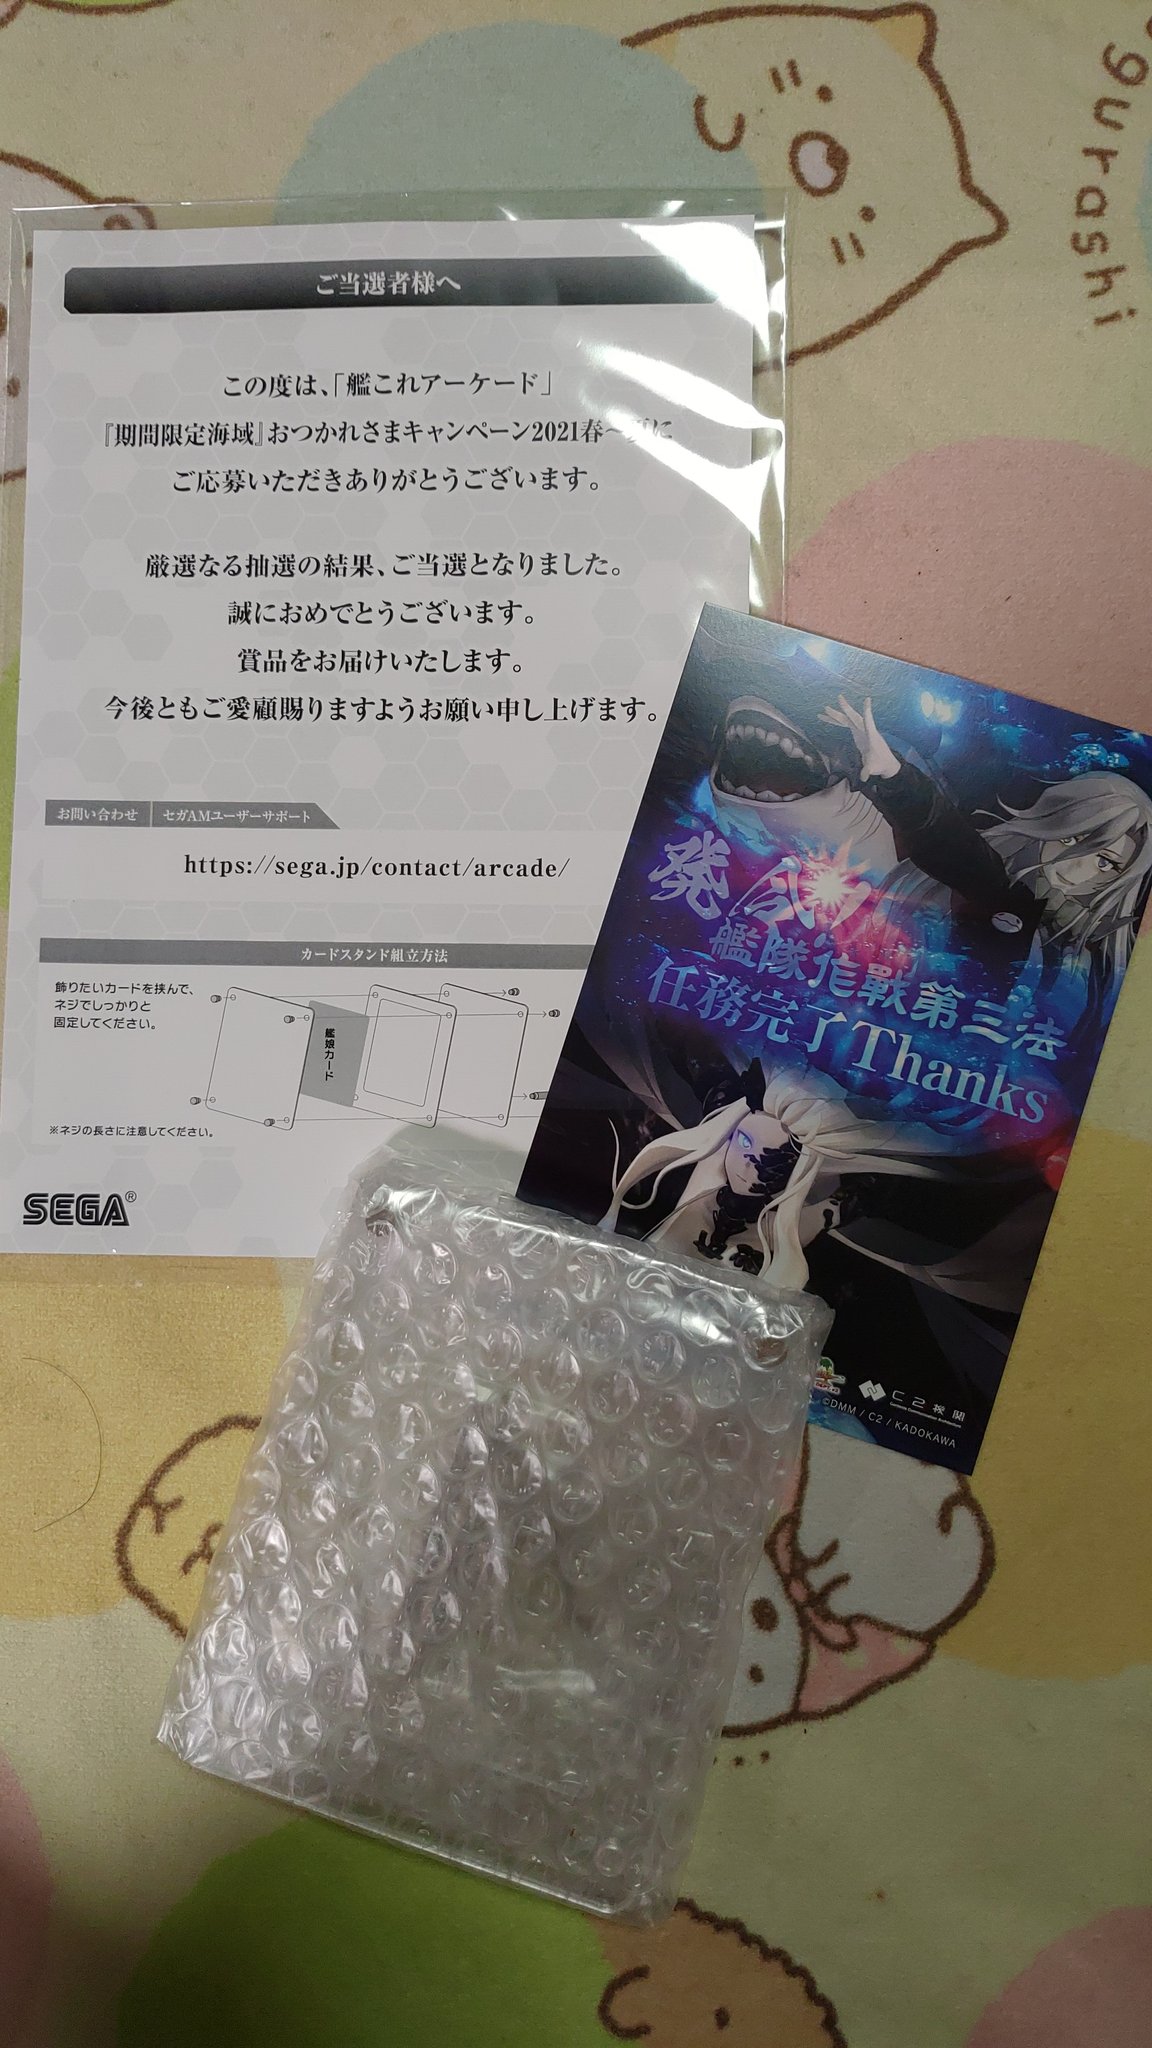 gurashi
ご当選者様へ
この度は、「艦これアーケード」
『期間限定海域』おつかれさまキャンペーン2021春～夏に
ご応募いただきありがとうございます。
厳選なる抽選の結果、ご当選となりました。
誠におめでとうございます。
賞品をお届けいたします。
今後ともご愛顧賜りますようお願い申し上げます。
お問い合わせ セガAMユーザーサポート
https://sega.jp/contact/arcade/
カードスタンド組立方法
飾りたいカードを挟んで、
ネジでしっかりと
固定してください。
艦娘カード
※ネジの長さに注意してください。
SEGA®
発令
艦隊作戦第三法
任務完了Thanks
C2機関
©DMM / C2 / KADOKAWA